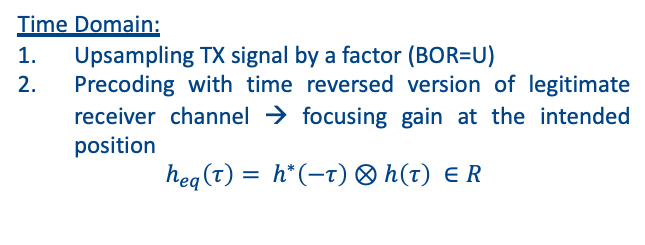 Time Domain:
1. Upsampling TX signal by a factor (BOR=U)
2. Precoding with time reversed version of legitimate
receiver channel → focusing gain at the intended
position
h_eq(τ) = h*(−τ) ⊗ h(τ) ∈ R